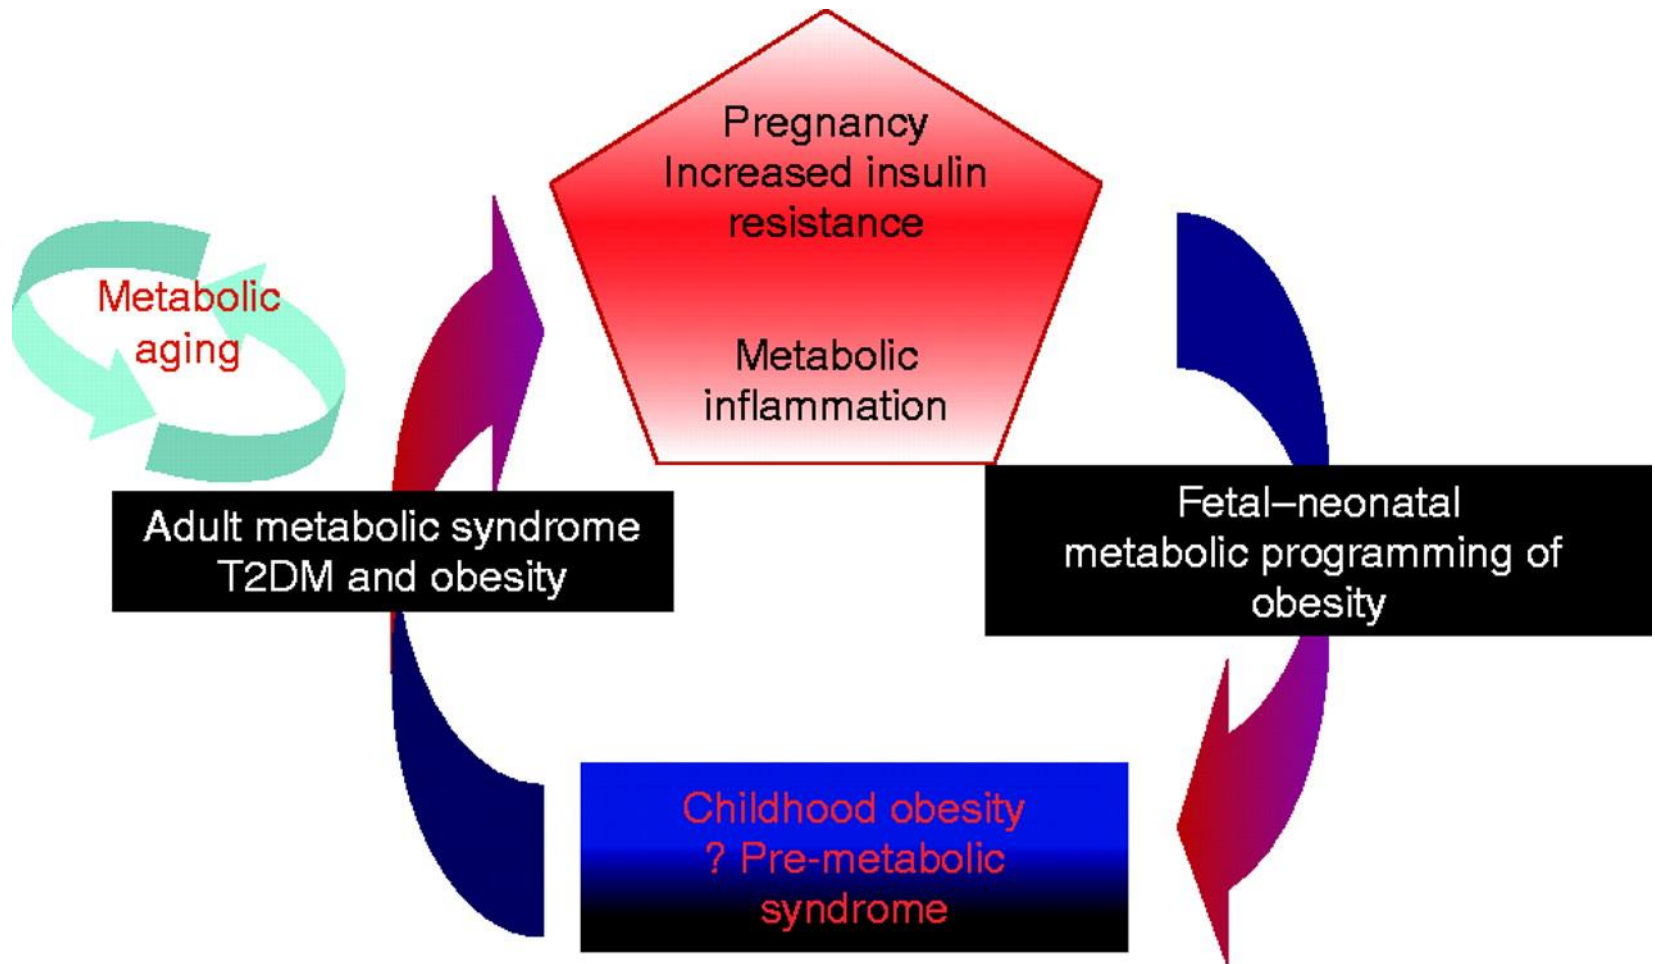 Pregnancy
Increased insulin
resistance
Metabolic
inflammation
Metabolic
aging
Adult metabolic syndrome
T2DM and obesity
Fetal–neonatal
metabolic programming of
obesity
Childhood obesity
? Pre-metabolic
syndrome